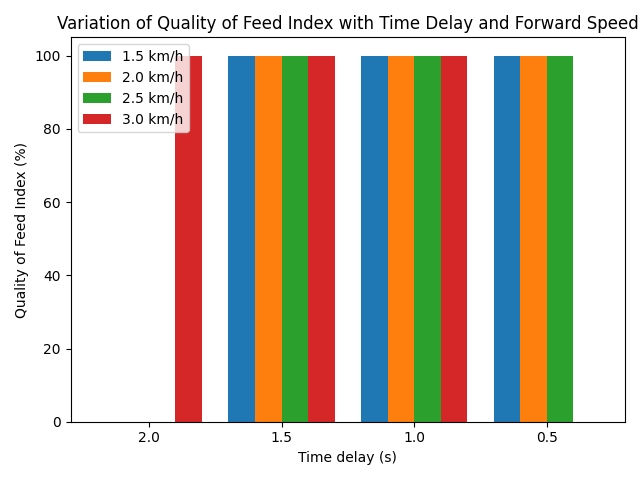 Variation of Quality of Feed Index with Time Delay and Forward Speed
1.5 km/h
2.0 km/h
2.5 km/h
3.0 km/h
Quality of Feed Index (%)
100
80
60
40
20
0
2.0 1.5 1.0 0.5
Time delay (s)